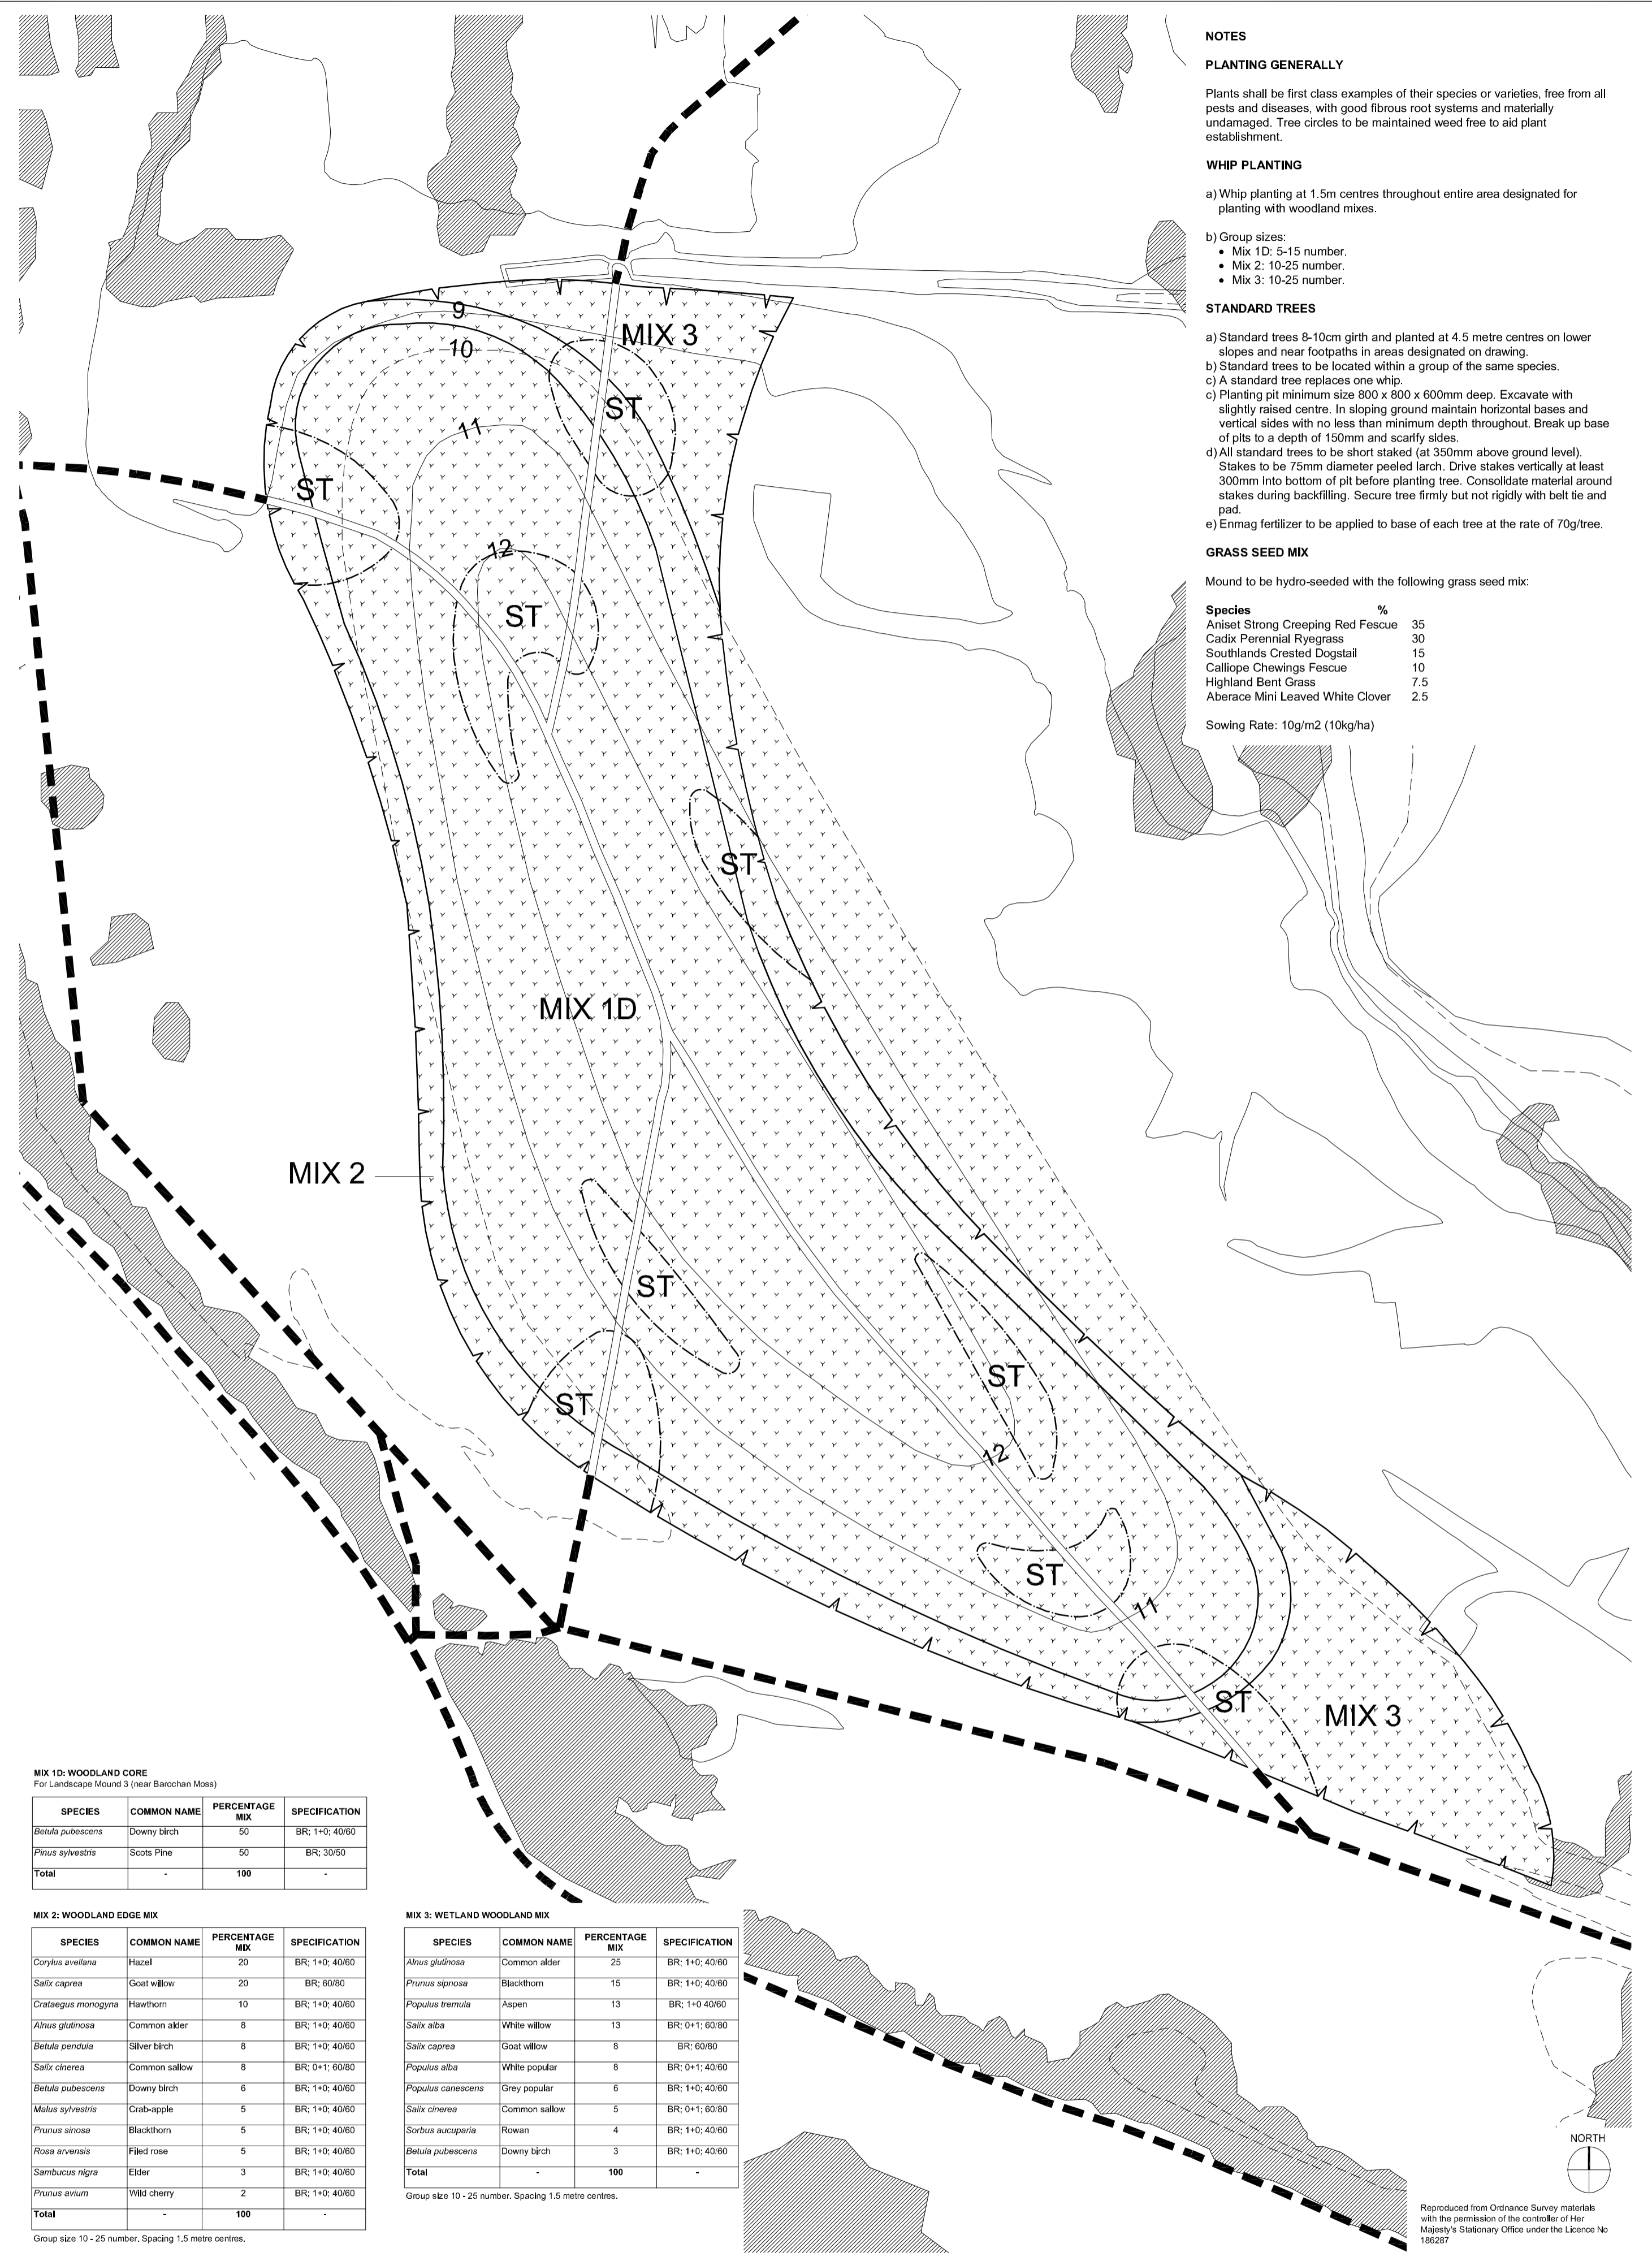 NOTES
PLANTING GENERALLY
Plants shall be first class examples of their species or varieties, free from all
pests and diseases, with good fibrous root systems and materially
undamaged. Tree circles to be maintained weed free to aid plant
establishment.
WHIP PLANTING
a) Whip planting at 1.5m centres throughout entire area designated for
planting with woodland mixes.
b) Group sizes:
• Mix 1D: 5-15 number.
• Mix 2: 10-25 number.
• Mix 3: 10-25 number.
STANDARD TREES
a) Standard trees 8-10cm girth and planted at 4.5 metre centres on lower
slopes and near footpaths in areas designated on drawing.
b) Standard trees to be located within a group of the same species.
c) A standard tree replaces one whip.
c) Planting pit minimum size 800 x 800 x 600mm deep. Excavate with
slightly raised centre. In sloping ground maintain horizontal bases and
vertical sides with no less than minimum depth throughout. Break up base
of pits to a depth of 150mm and scarify sides.
d) All standard trees to be short staked (at 350mm above ground level).
Stakes to be 75mm diameter peeled larch. Drive stakes vertically at least
300mm into bottom of pit before planting tree. Consolidate material around
stakes during backfilling. Secure tree firmly but not rigidly with belt tie and
pad.
e) Enmag fertilizer to be applied to base of each tree at the rate of 70g/tree.
GRASS SEED MIX
Mound to be hydro-seeded with the following grass seed mix:
Species %
Aniset Strong Creeping Red Fescue 35
Cadix Perennial Ryegrass 30
Southlands Crested Dogstail 15
Calliope Chewings Fescue 10
Highland Bent Grass 7.5
Aberace Mini Leaved White Clover 2.5
Sowing Rate: 10g/m2 (10kg/ha)
9
MIX 3
10
ST
11
ST
12
ST
ST
MIX 1D
MIX 2
ST
ST
ST
12
ST
11
ST
MIX 3
MIX 1D: WOODLAND CORE
For Landscape Mound 3 (near Barochan Moss)
SPECIES COMMON NAME PERCENTAGE MIX SPECIFICATION
Betula pubescens Downy birch 50 BR; 1+0; 40/60
Pinus sylvestris Scots Pine 50 BR; 30/50
Total - 100 -
MIX 2: WOODLAND EDGE MIX
SPECIES COMMON NAME PERCENTAGE MIX SPECIFICATION
Corylus avellana Hazel 20 BR; 1+0; 40/60
Salix caprea Goat willow 20 BR; 60/80
Crataegus monogyna Hawthorn 10 BR; 1+0; 40/60
Alnus glutinosa Common alder 8 BR; 1+0; 40/60
Betula pendula Silver birch 8 BR; 1+0; 40/60
Salix cinerea Common sallow 8 BR; 0+1; 60/80
Betula pubescens Downy birch 6 BR; 1+0; 40/60
Malus sylvestris Crab-apple 5 BR; 1+0; 40/60
Prunus sinosa Blackthorn 5 BR; 1+0; 40/60
Rosa arvensis Filed rose 5 BR; 1+0; 40/60
Sambucus nigra Elder 3 BR; 1+0; 40/60
Prunus avium Wild cherry 2 BR; 1+0; 40/60
Total - 100 -
Group size 10 - 25 number. Spacing 1.5 metre centres.
MIX 3: WETLAND WOODLAND MIX
SPECIES COMMON NAME PERCENTAGE MIX SPECIFICATION
Alnus glutinosa Common alder 25 BR; 1+0; 40/60
Prunus sipnosa Blackthorn 15 BR; 1+0; 40/60
Populus tremula Aspen 13 BR; 1+0 40/60
Salix alba White willow 13 BR; 0+1; 60/80
Salix caprea Goat willow 8 BR; 60/80
Populus alba White popular 8 BR; 0+1; 40/60
Populus canescens Grey popular 6 BR; 1+0; 40/60
Salix cinerea Common sallow 5 BR; 0+1; 60/80
Sorbus aucuparia Rowan 4 BR; 1+0; 40/60
Betula pubescens Downy birch 3 BR; 1+0; 40/60
Total - 100 -
Group size 10 - 25 number. Spacing 1.5 metre centres.
NORTH
Reproduced from Ordnance Survey materials
with the permission of the controller of Her
Majesty's Stationary Office under the Licence No
186287